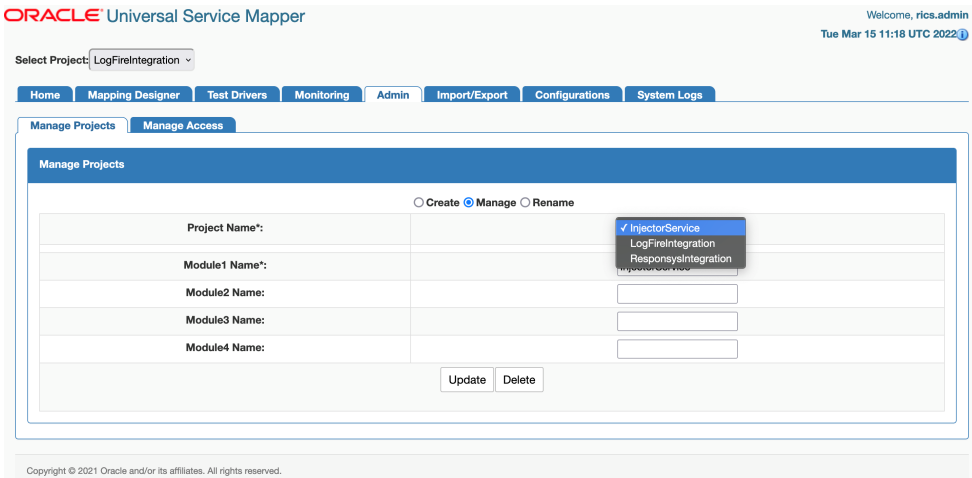 ORACLE® Universal Service Mapper
Welcome, rics.admin
Tue Mar 15 11:18 UTC 2022
Select Project: LogFireIntegration
Home Mapping Designer Test Drivers Monitoring Admin Import/Export Configurations System Logs
Manage Projects Manage Access
Manage Projects
Create Manage Rename
Project Name*: ✓ InjectorService
LogFireIntegration
ResponsysIntegration
Module1 Name*: InjectorService
Module2 Name:
Module3 Name:
Module4 Name:
Update Delete
Copyright © 2021 Oracle and/or its affiliates. All rights reserved.